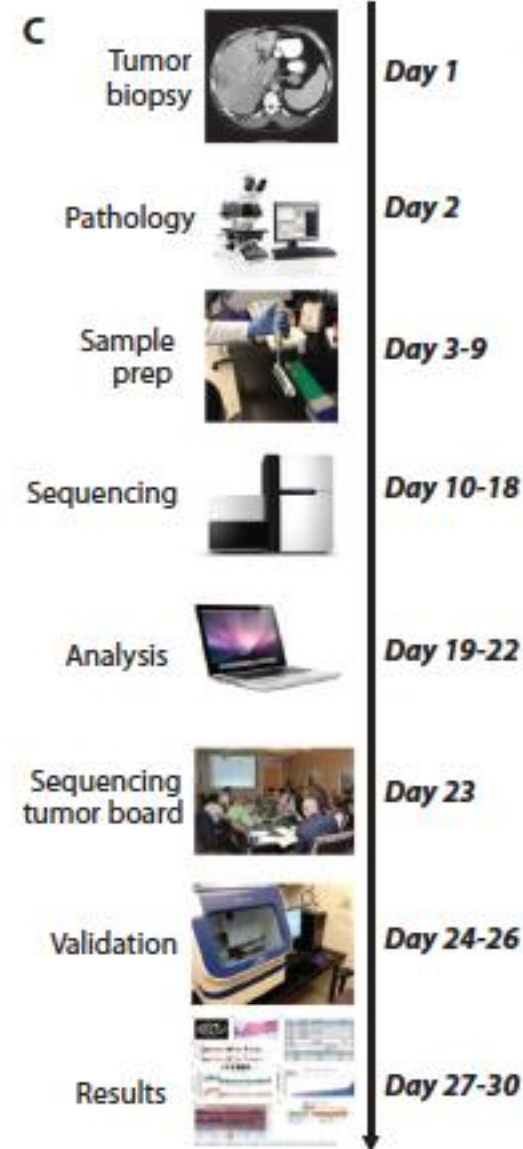 C
Tumor
biopsy
Day 1
Pathology
Day 2
Sample
prep
Day 3-9
Sequencing
Day 10-18
Analysis
Day 19-22
Sequencing
tumor board
Day 23
Validation
Day 24-26
Results
Day 27-30